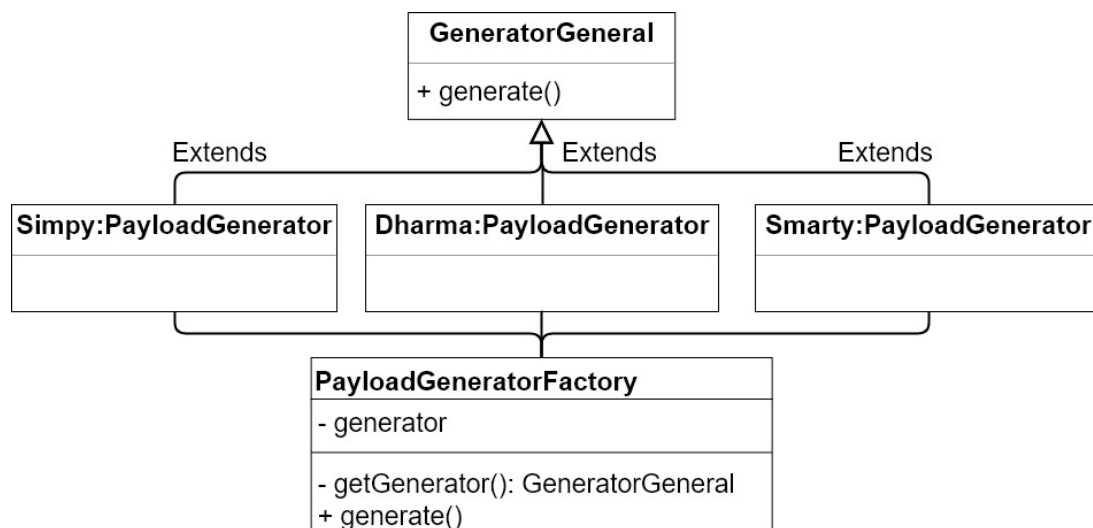 GeneratorGeneral
+ generate()
Extends
Extends
Extends
Simpy:PayloadGenerator
Dharma:PayloadGenerator
Smarty:PayloadGenerator
PayloadGeneratorFactory
- generator
- getGenerator(): GeneratorGeneral
+ generate()